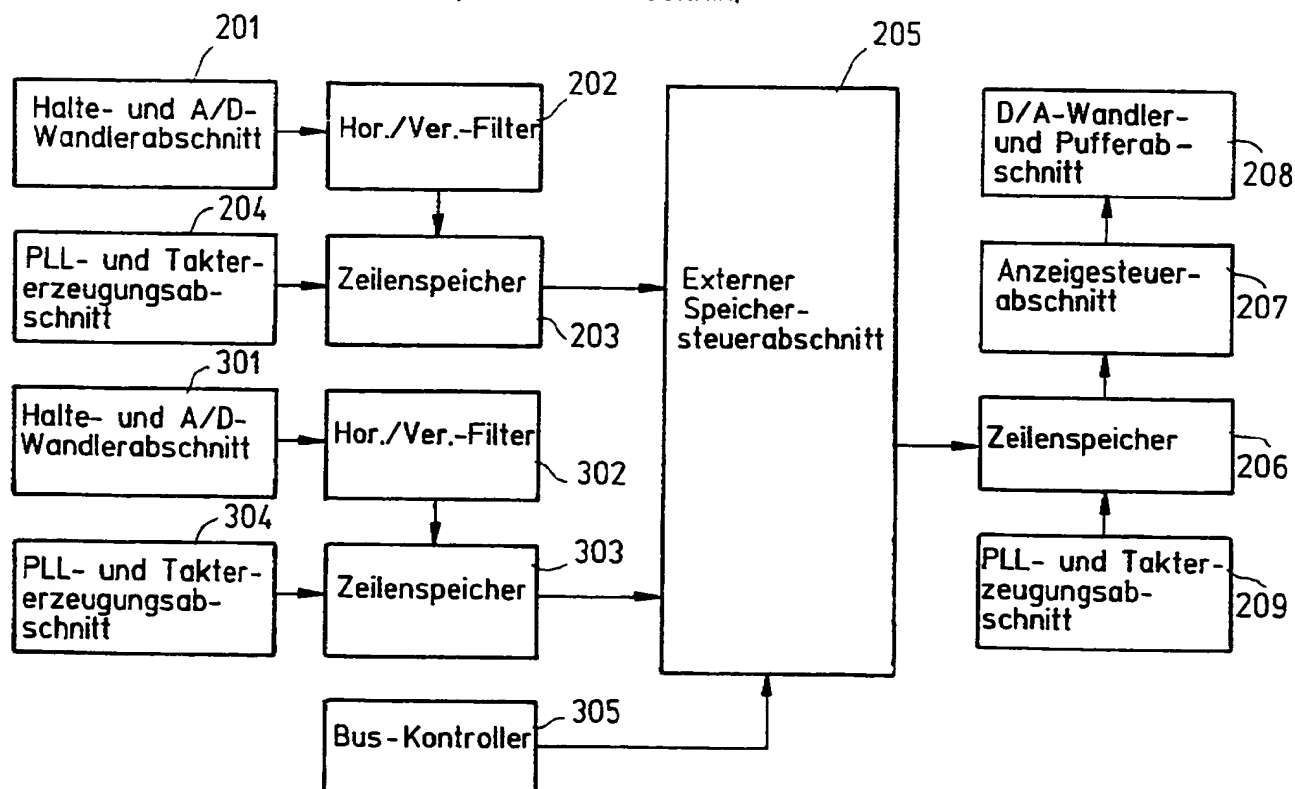 201
Halte- und A/D-
Wandlerabschnitt
202
Hor./Ver.-Filter
204
PLL- und Takter-
erzeugungsab-
schnitt
Zeilenspeicher
203
301
Halte- und A/D-
Wandlerabschnitt
Hor./Ver.-Filter
302
304
PLL- und Takter-
erzeugungsab-
schnitt
303
Zeilenspeicher
305
Bus-Kontroller
205
Externer
Speicher-
steuerabschnitt
D/A-Wandler-
und Pufferab-
schnitt
208
Anzeigesteuer-
abschnitt
207
Zeilenspeicher
206
PLL- und Takter-
zeugungsab-
schnitt
209